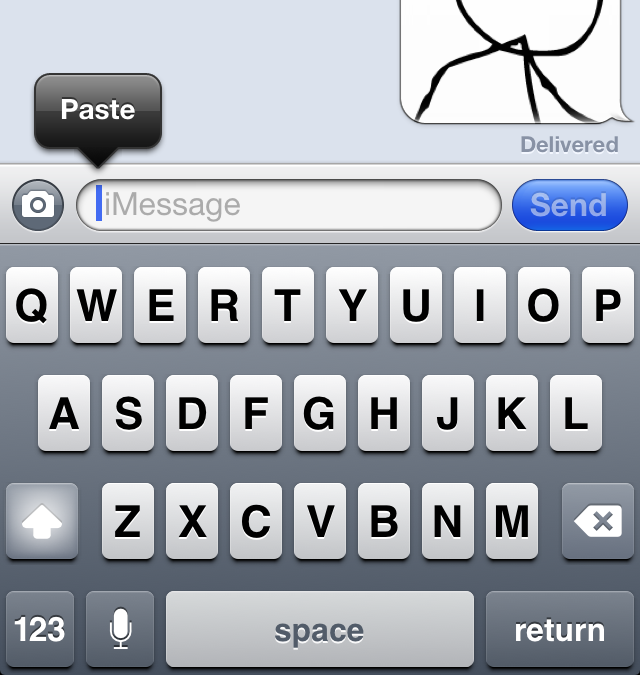 Paste
Delivered
iMessage Send
Q W E R T Y U I O P
A S D F G H J K L
Z X C V B N M
123 space return